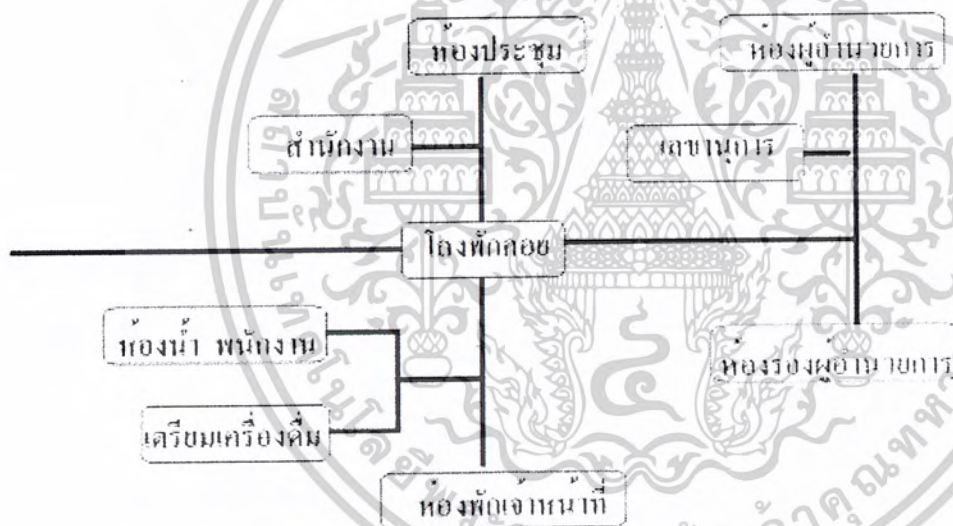 ห้องประชุม
ห้องผู้อำนวยการ
สำนักงาน
เลขานุการ
โถงพักคอย
ห้องน้ำ พนักงาน
ห้องรองผู้อำนวยการ
เตรียมเครื่องดื่ม
ห้องพักเจ้าหน้าที่